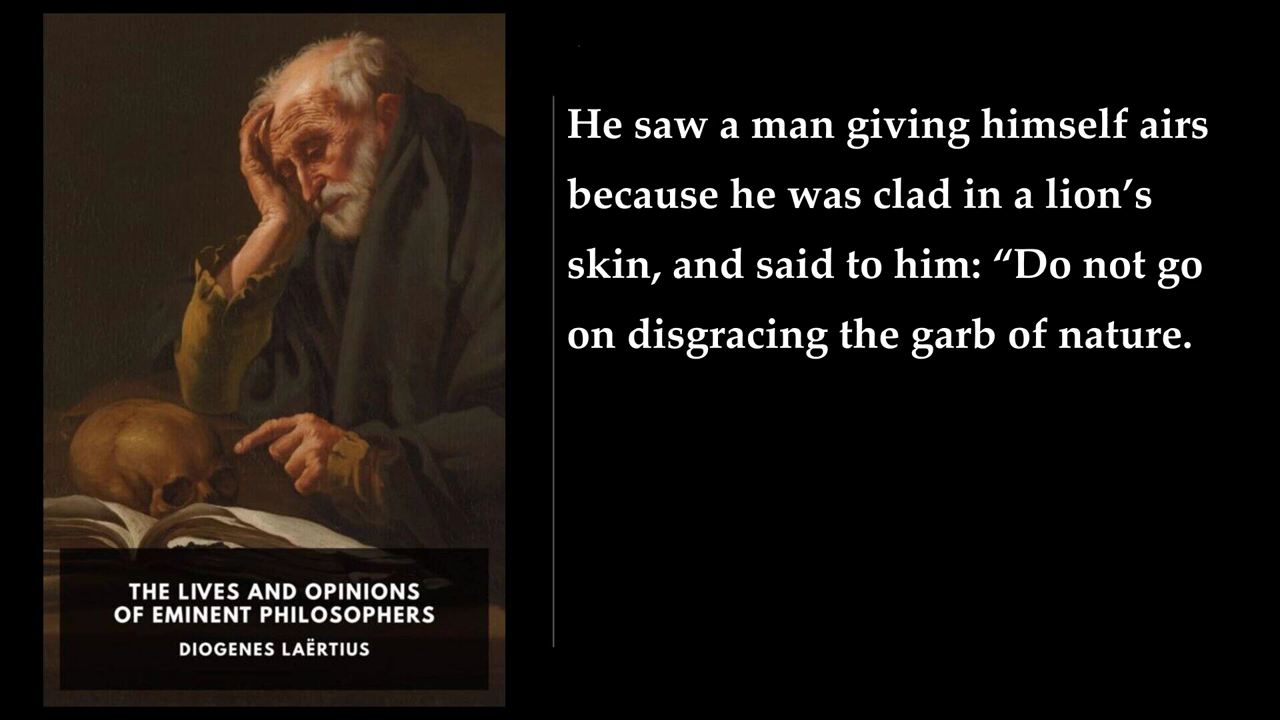 He saw a man giving himself airs
because he was clad in a lion’s
skin, and said to him: “Do not go
on disgracing the garb of nature.
THE LIVES AND OPINIONS
OF EMINENT PHILOSOPHERS
DIOGENES LAËRTIUS